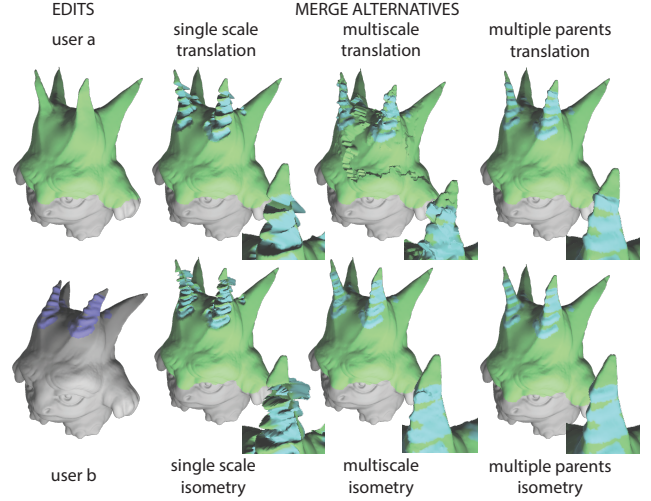 EDITS
MERGE ALTERNATIVES
user a
single scale
translation
multiscale
translation
multiple parents
translation
user b
single scale
isometry
multiscale
isometry
multiple parents
isometry